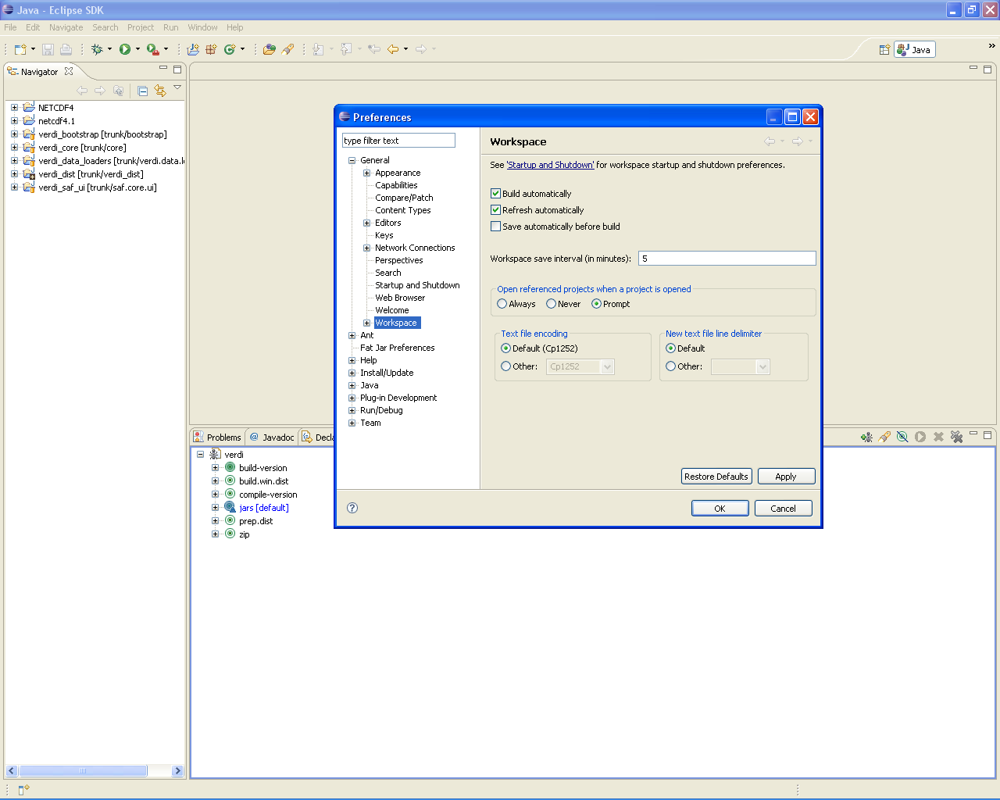 Java - Eclipse SDK
File Edit Navigate Search Project Run Window Help
Java
Navigator
NETCDF4
netcdf4.1
verdi_bootstrap [trunk/bootstrap]
verdi_core [trunk/core]
verdi_data_loaders [trunk/verdi.data.l
verdi_dist [trunk/verdi_dist]
verdi_saf_ui [trunk/saf.core.ui]
Preferences
type filter text
General
Appearance
Capabilities
Compare/Patch
Content Types
Editors
Keys
Network Connections
Perspectives
Search
Startup and Shutdown
Web Browser
Welcome
Workspace
Ant
Fat Jar Preferences
Help
Install/Update
Java
Plug-in Development
Run/Debug
Team
Workspace
See 'Startup and Shutdown' for workspace startup and shutdown preferences.
Build automatically
Refresh automatically
Save automatically before build
Workspace save interval (in minutes): 5
Open referenced projects when a project is opened
Always Never Prompt
Text file encoding
Default (Cp1252)
Other: Cp1252
New text file line delimiter
Default
Other:
Restore Defaults Apply
OK Cancel
Problems @ Javadoc Decla
verdi
build-version
build.win.dist
compile-version
jars [default]
prep.dist
zip